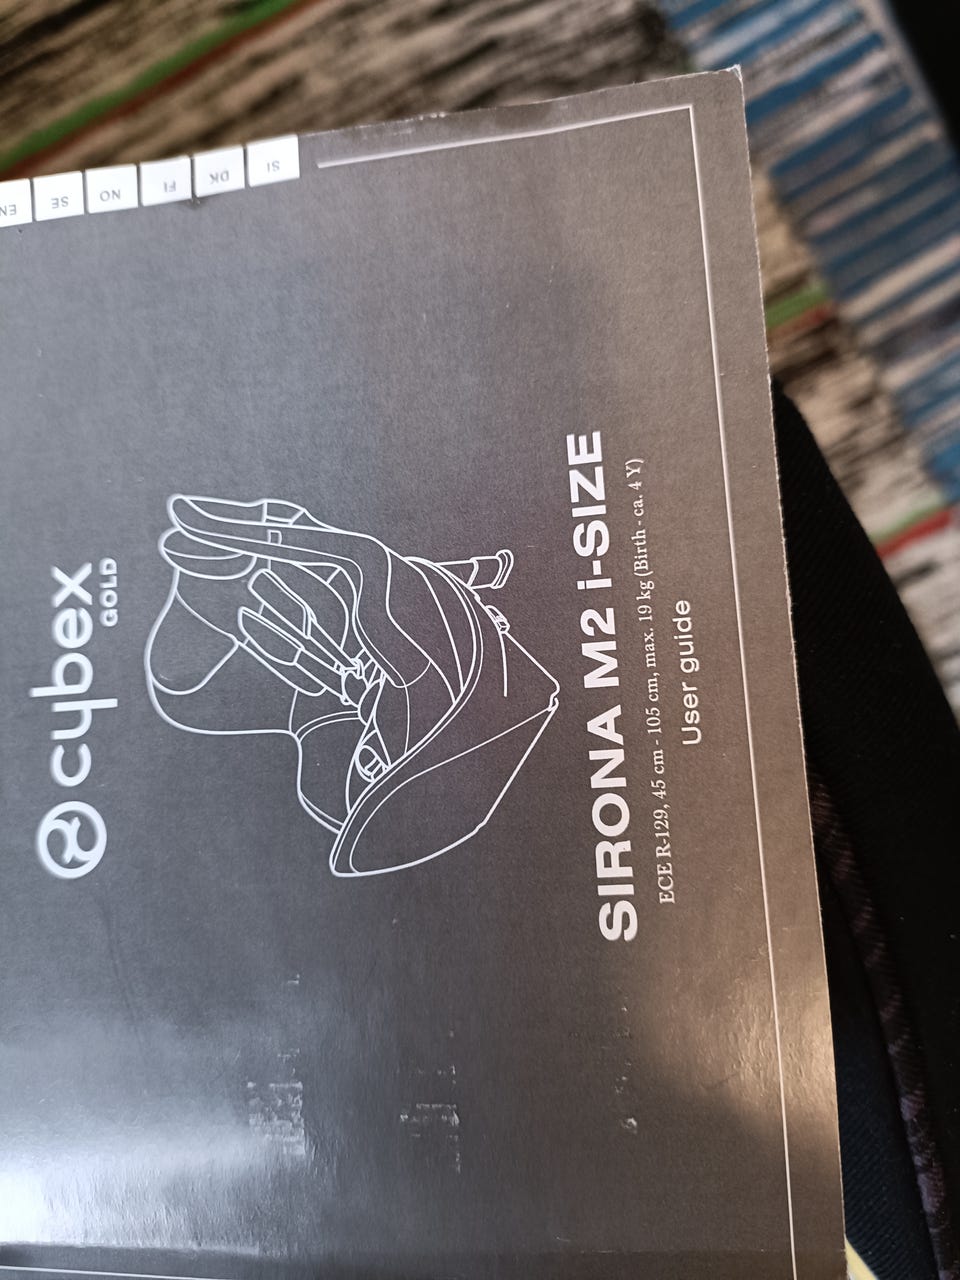 cybex
GOLD
SIRONA M2 i-SIZE
ECE R-129, 45 cm - 105 cm, max. 19 kg (Birth - ca. 4 Y)
User guide
EN
SE
NO
FI
DK
SI